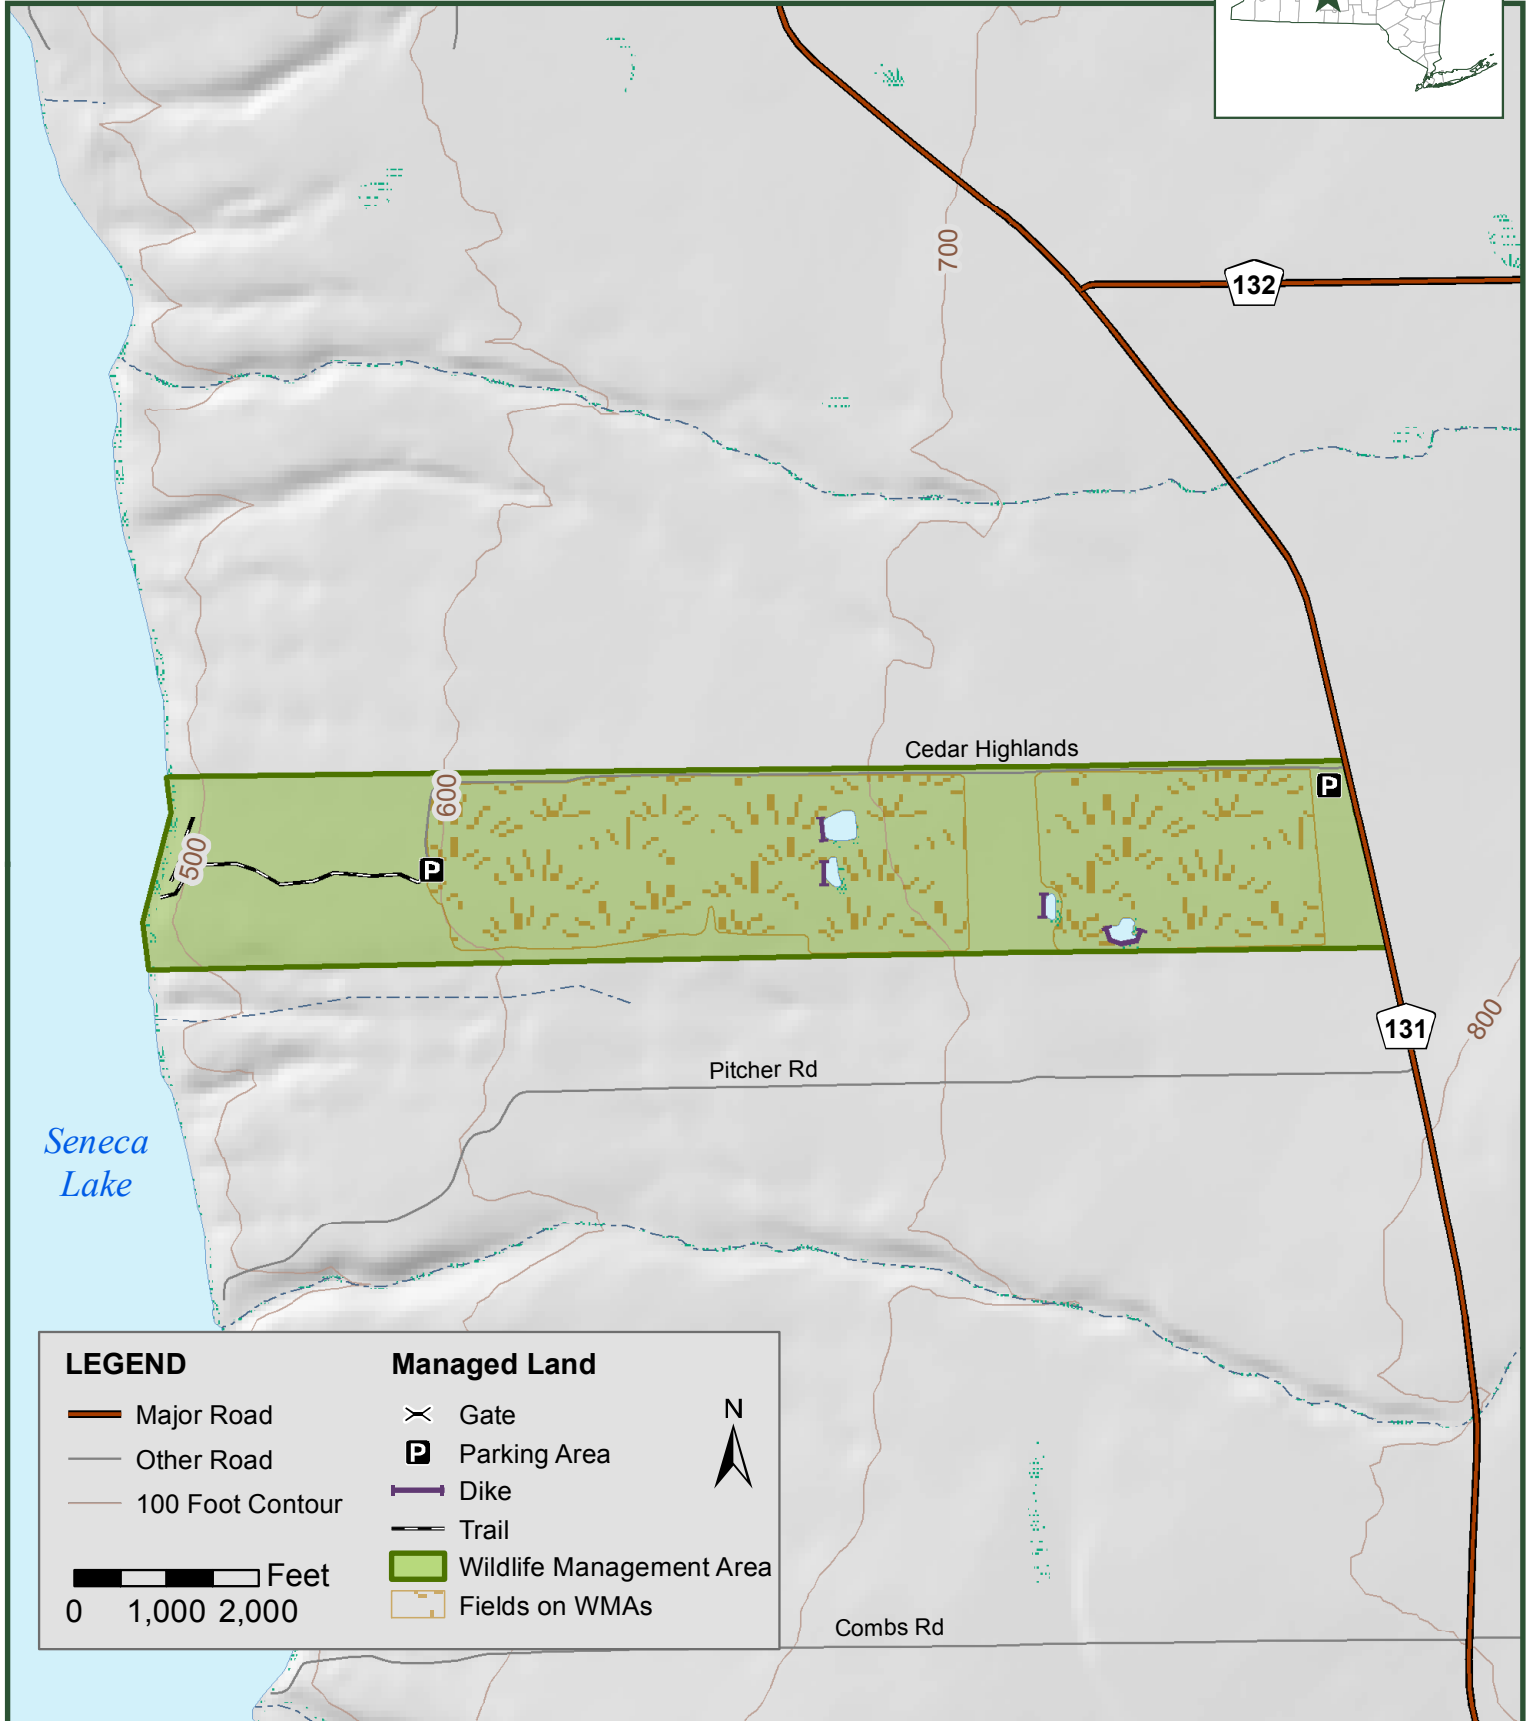 700
132
Cedar Highlands
P
600
500
P
131
800
Pitcher Rd
Seneca
Lake
LEGEND
Major Road
Other Road
100 Foot Contour
Feet
0 1,000 2,000
Managed Land
Gate
P Parking Area
Dike
Trail
Wildlife Management Area
Fields on WMAs
N
Combs Rd